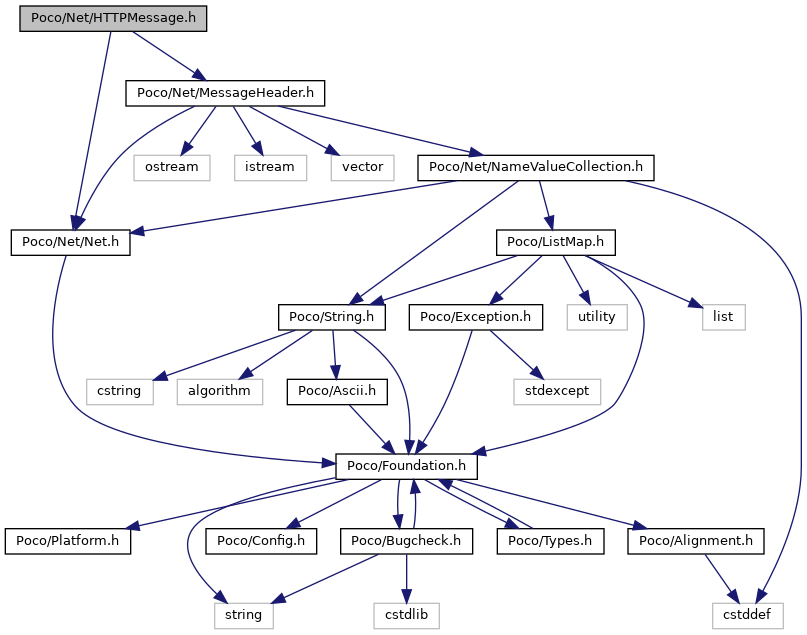 Poco/Net/HTTPMessage.h
Poco/Net/MessageHeader.h
ostream
istream
vector
Poco/Net/NameValueCollection.h
Poco/Net/Net.h
Poco/ListMap.h
Poco/String.h
Poco/Exception.h
utility
list
cstring
algorithm
Poco/Ascii.h
stdexcept
Poco/Foundation.h
Poco/Platform.h
Poco/Config.h
Poco/Bugcheck.h
Poco/Types.h
Poco/Alignment.h
string
cstdlib
cstddef